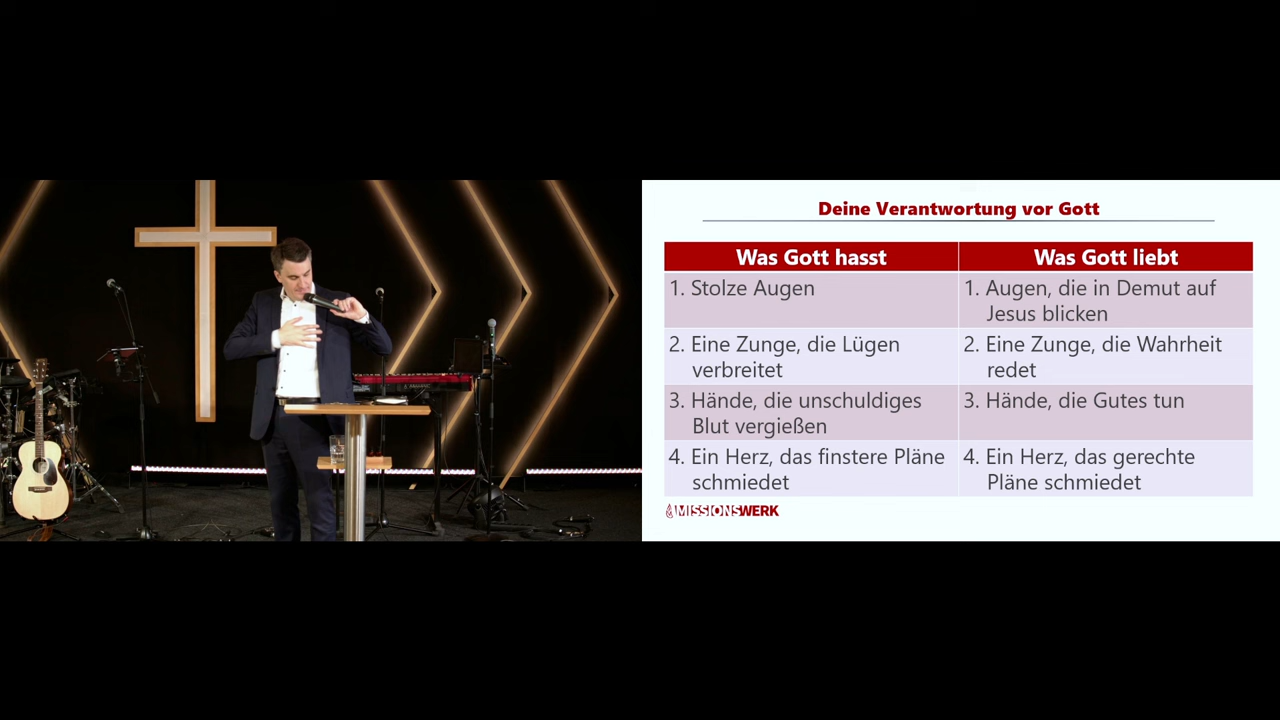 Deine Verantwortung vor Gott
Was Gott hasst
Was Gott liebt
1. Stolze Augen
1. Augen, die in Demut auf
Jesus blicken
2. Eine Zunge, die Lügen
verbreitet
2. Eine Zunge, die Wahrheit
redet
3. Hände, die unschuldiges
Blut vergießen
3. Hände, die Gutes tun
4. Ein Herz, das finstere Pläne
schmiedet
4. Ein Herz, das gerechte
Pläne schmiedet
MISSIONSWERK